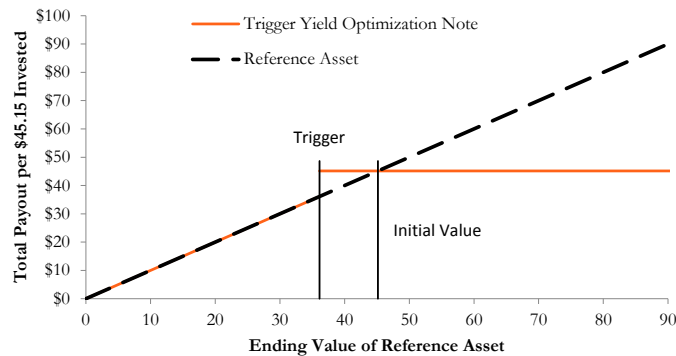 Total Payout per $45.15 Invested
$100
$90
$80
$70
$60
$50
$40
$30
$20
$10
$0
Trigger Yield Optimization Note
Reference Asset
Trigger
Initial Value
0 10 20 30 40 50 60 70 80 90
Ending Value of Reference Asset